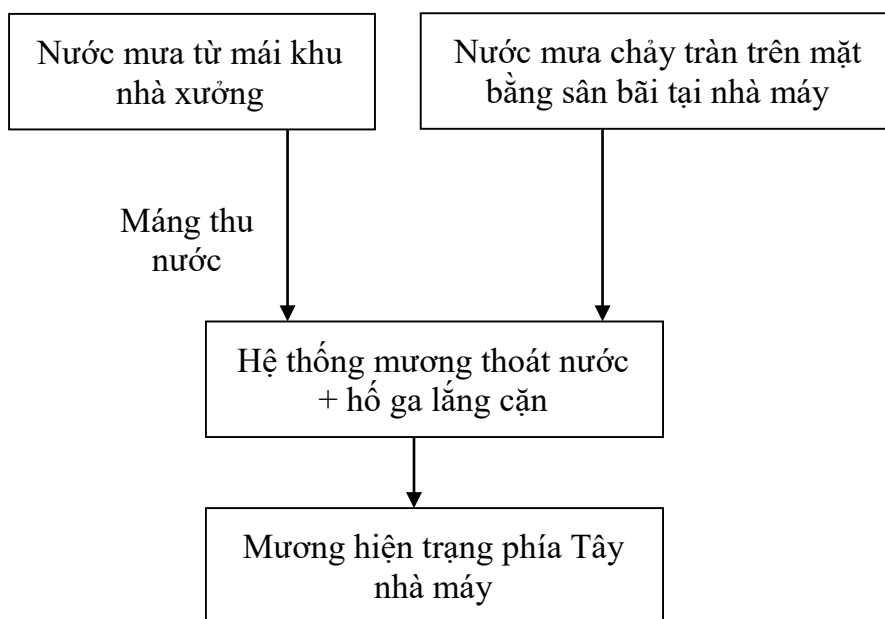 Nước mưa từ mái khu
nhà xưởng
Nước mưa chảy tràn trên mặt
bằng sân bãi tại nhà máy
Máng thu
nước
Hệ thống mương thoát nước
+ hố ga lắng cặn
Mương hiện trạng phía Tây
nhà máy